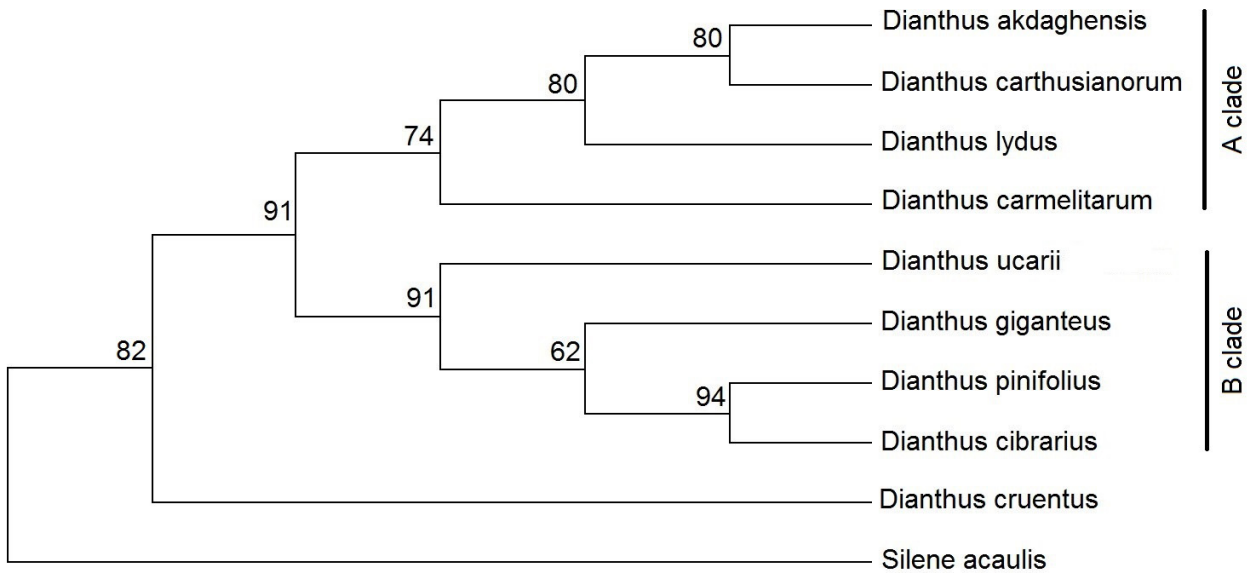 Dianthus akdaghensis
80
Dianthus carthusianorum
80
Dianthus lydus
74
Dianthus carmelitarum
A clade
91
Dianthus ucarii
91
Dianthus giganteus
62
Dianthus pinifolius
94
Dianthus cibrarius
B clade
82
Dianthus cruentus
Silene acaulis